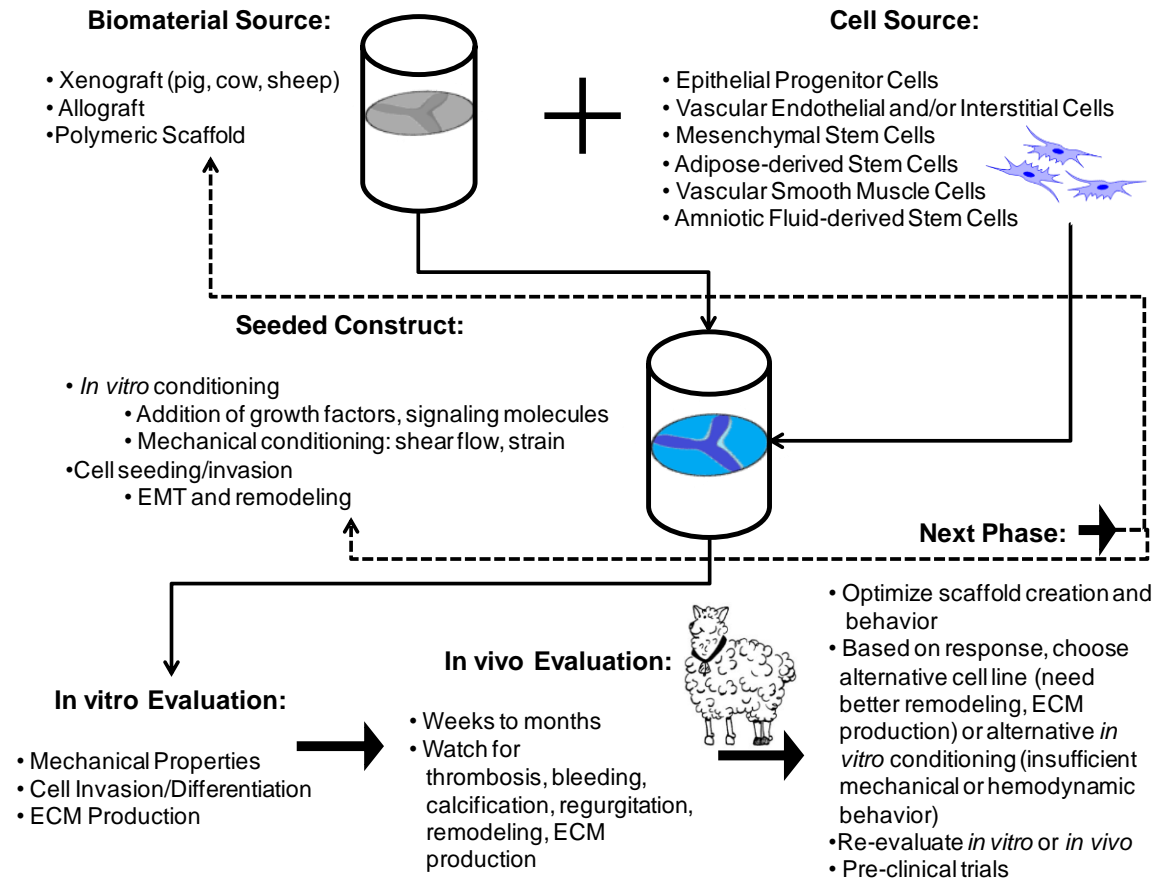 Biomaterial Source:
• Xenograft (pig, cow, sheep)
• Allograft
•Polymeric Scaffold
Cell Source:
• Epithelial Progenitor Cells
• Vascular Endothelial and/or Interstitial Cells
• Mesenchymal Stem Cells
• Adipose-derived Stem Cells
• Vascular Smooth Muscle Cells
• Amniotic Fluid-derived Stem Cells
Seeded Construct:
• In vitro conditioning
• Addition of growth factors, signaling molecules
• Mechanical conditioning: shear flow, strain
•Cell seeding/invasion
• EMT and remodeling
In vitro Evaluation:
• Mechanical Properties
• Cell Invasion/Differentiation
• ECM Production
In vivo Evaluation:
• Weeks to months
• Watch for
thrombosis, bleeding,
calcification, regurgitation,
remodeling, ECM
production
Next Phase:
• Optimize scaffold creation and
behavior
• Based on response, choose
alternative cell line (need
better remodeling, ECM
production) or alternative in
vitro conditioning (insufficient
mechanical or hemodynamic
behavior)
•Re-evaluate in vitro or in vivo
• Pre-clinical trials